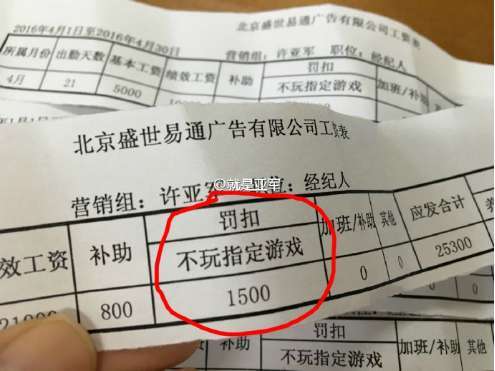 北京盛世易通广告有限公司工资表
2016年4月1日至2016年4月30日
营销组：许亚军 职位：经纪人
所属月份 出勤天数 基本工资 绩效工资 补助 罚扣 加班/补助
不玩指定游戏
4月 21 5000
北京盛世易通广告有限公司工资表
@就是亚军
营销组：许亚军 职位：经纪人
效工资 补助 罚扣 加班/补助 其他 应发合计
不玩指定游戏
800 1500 0 0 25300
罚扣
不玩指定游戏 加班/补助 其他